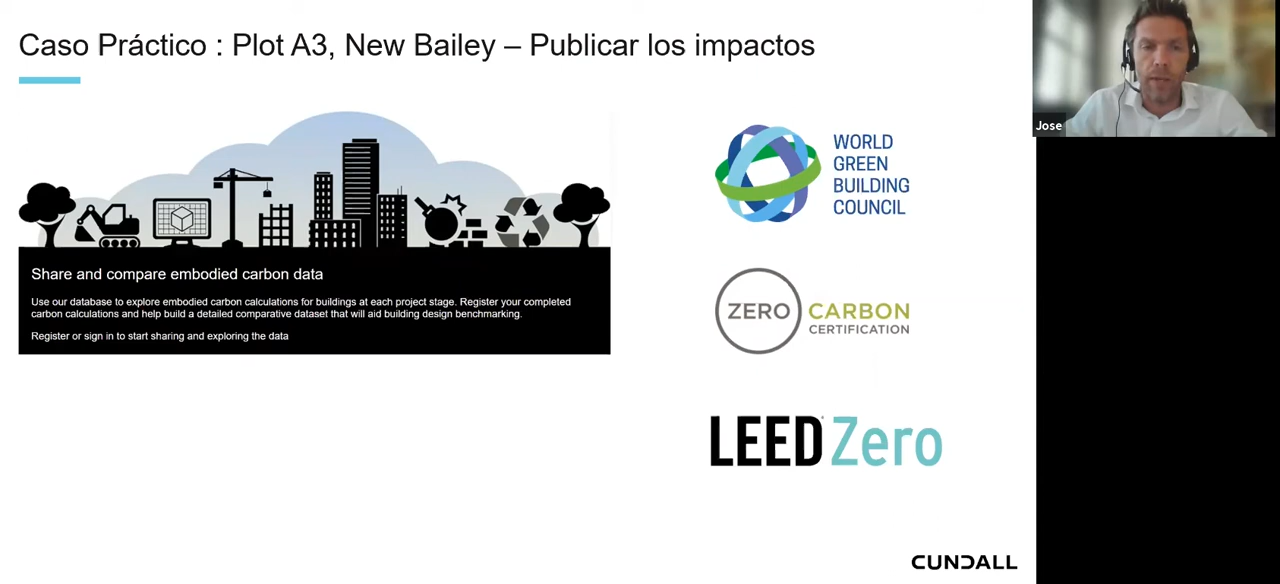 Caso Práctico : Plot A3, New Bailey – Publicar los impactos
Jose
WORLD
GREEN
BUILDING
COUNCIL
Share and compare embodied carbon data
Use our database to explore embodied carbon calculations for buildings at each project stage. Register your completed
carbon calculations and help build a detailed comparative dataset that will aid building design benchmarking.
Register or sign in to start sharing and exploring the data
ZERO CARBON
CERTIFICATION
LEED Zero
CUNDALL